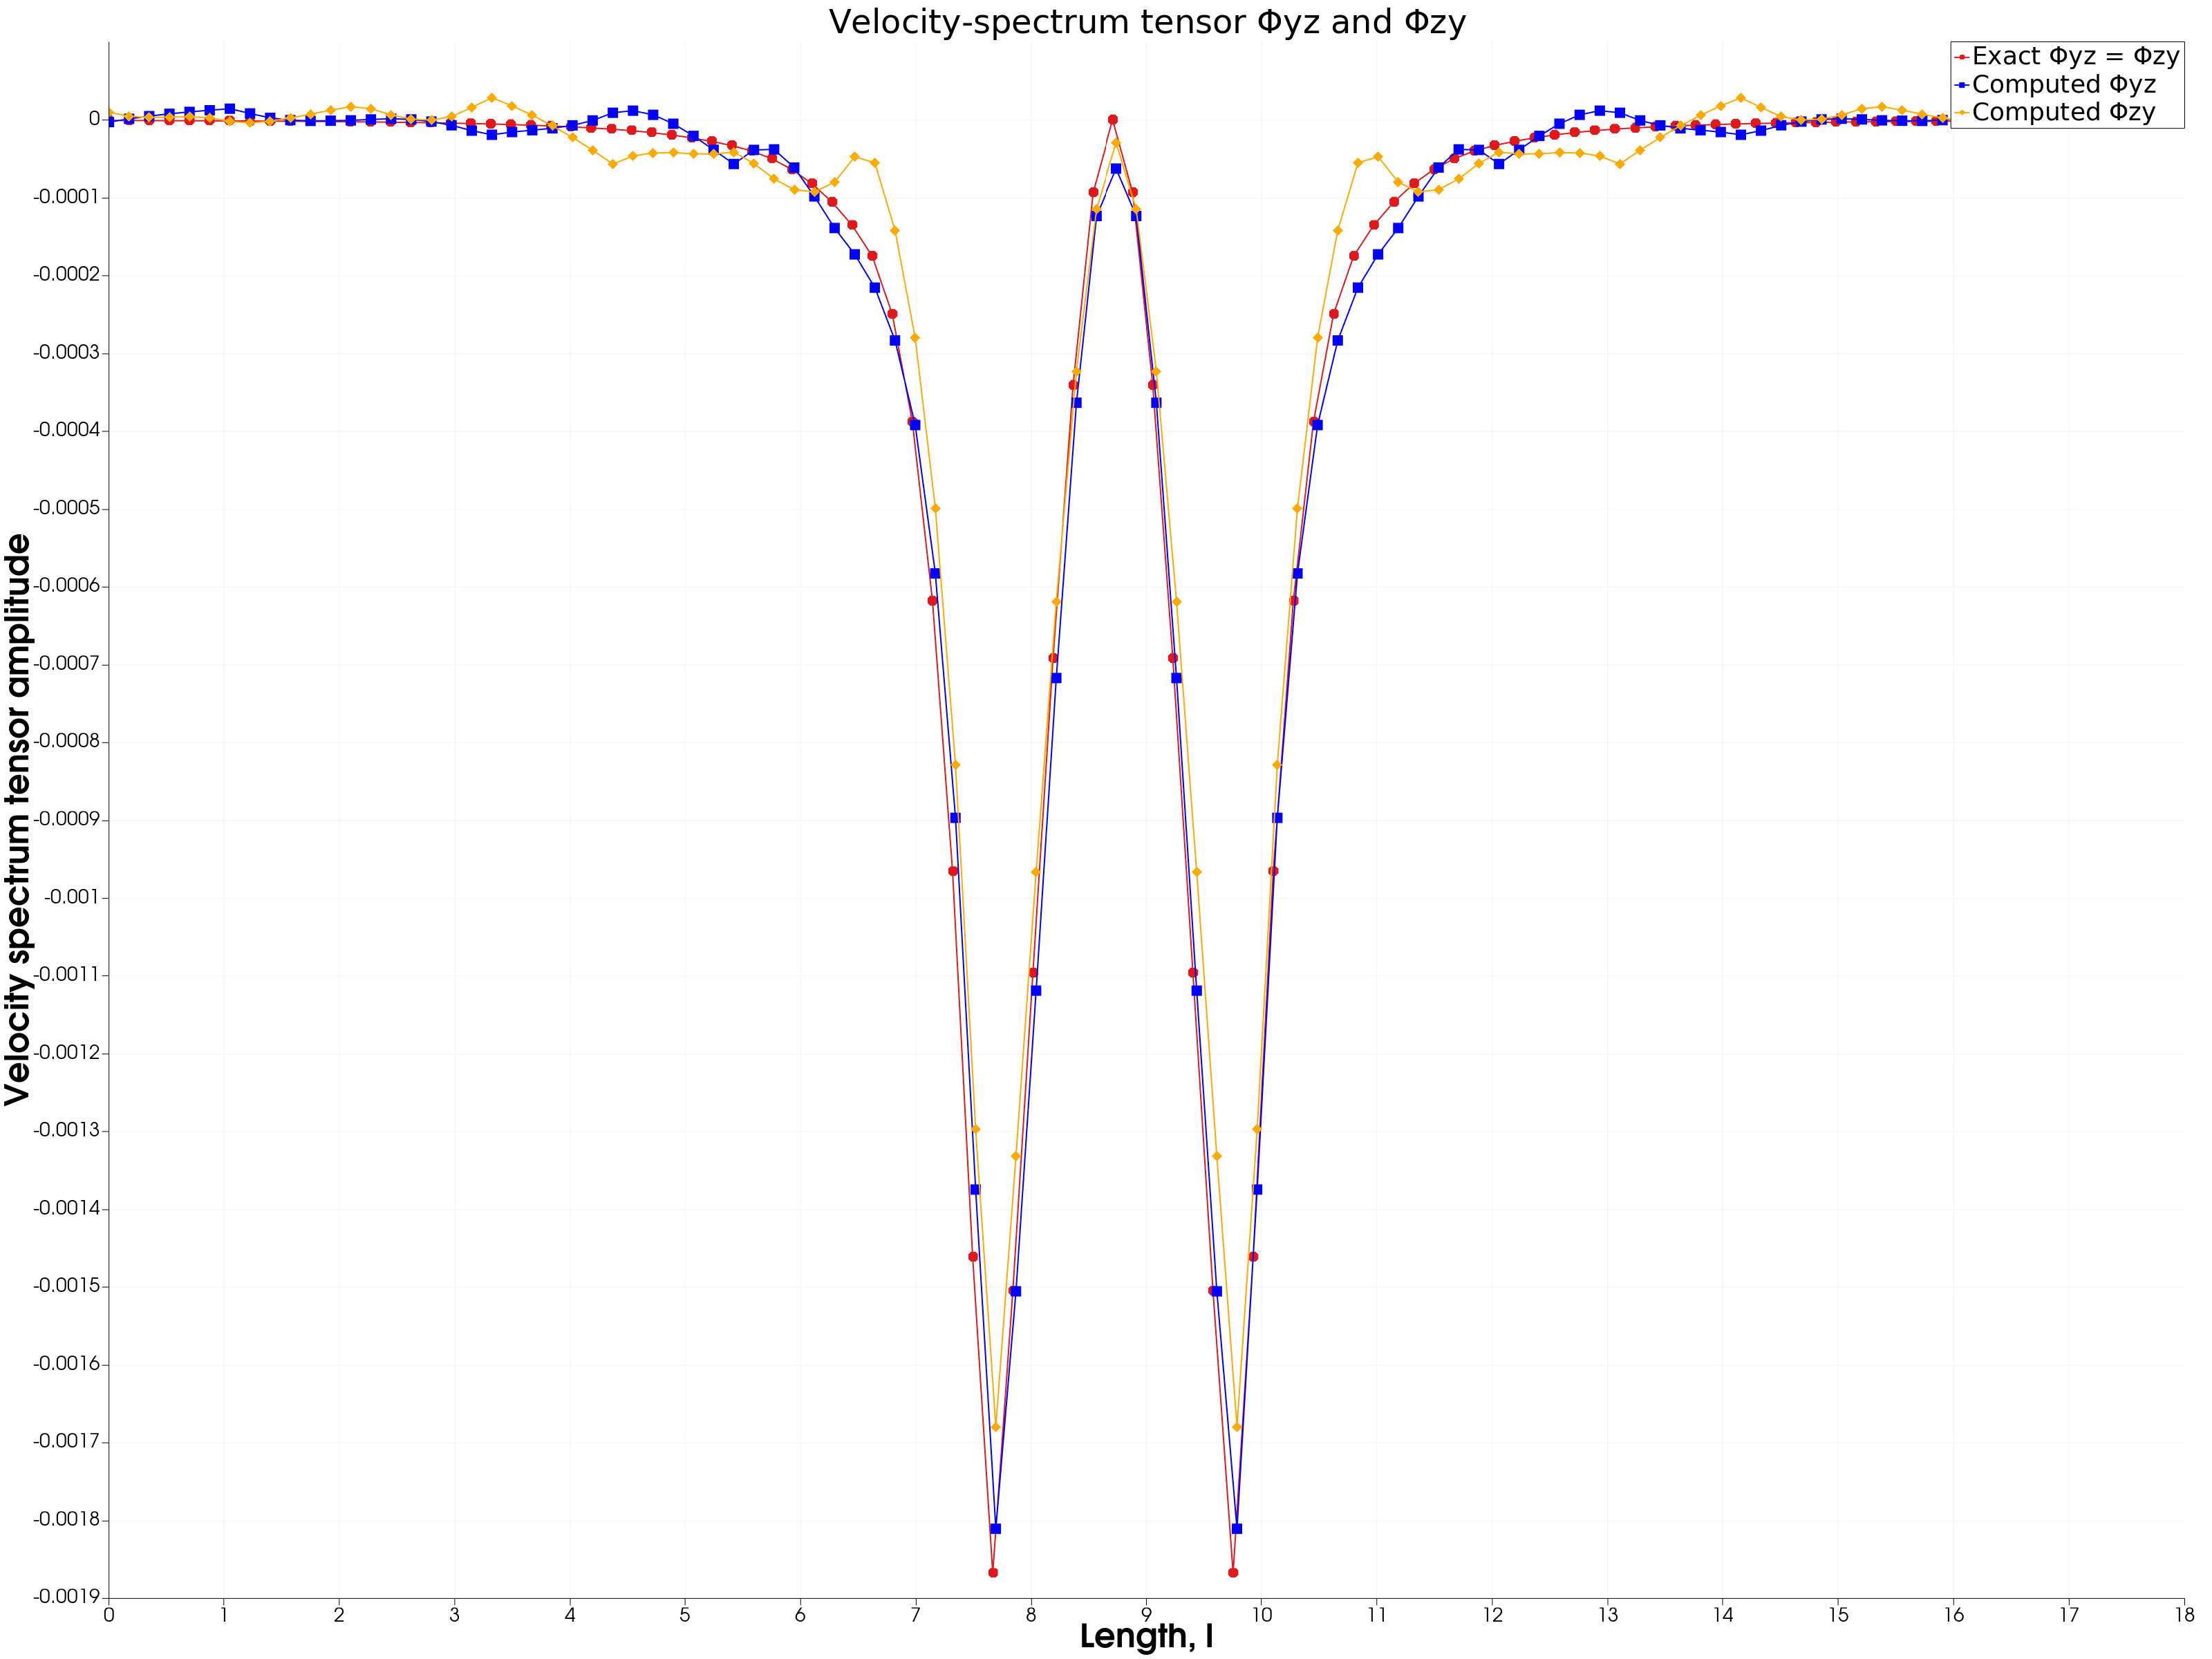 Velocity-spectrum tensor Φyz and Φzy
Exact Φyz = Φzy
Computed Φyz
Computed Φzy
Velocity spectrum tensor amplitude
0
-0.0001
-0.0002
-0.0003
-0.0004
-0.0005
-0.0006
-0.0007
-0.0008
-0.0009
-0.001
-0.0011
-0.0012
-0.0013
-0.0014
-0.0015
-0.0016
-0.0017
-0.0018
-0.0019
0 1 2 3 4 5 6 7 8 9 10 11 12 13 14 15 16 17 18
Length, l